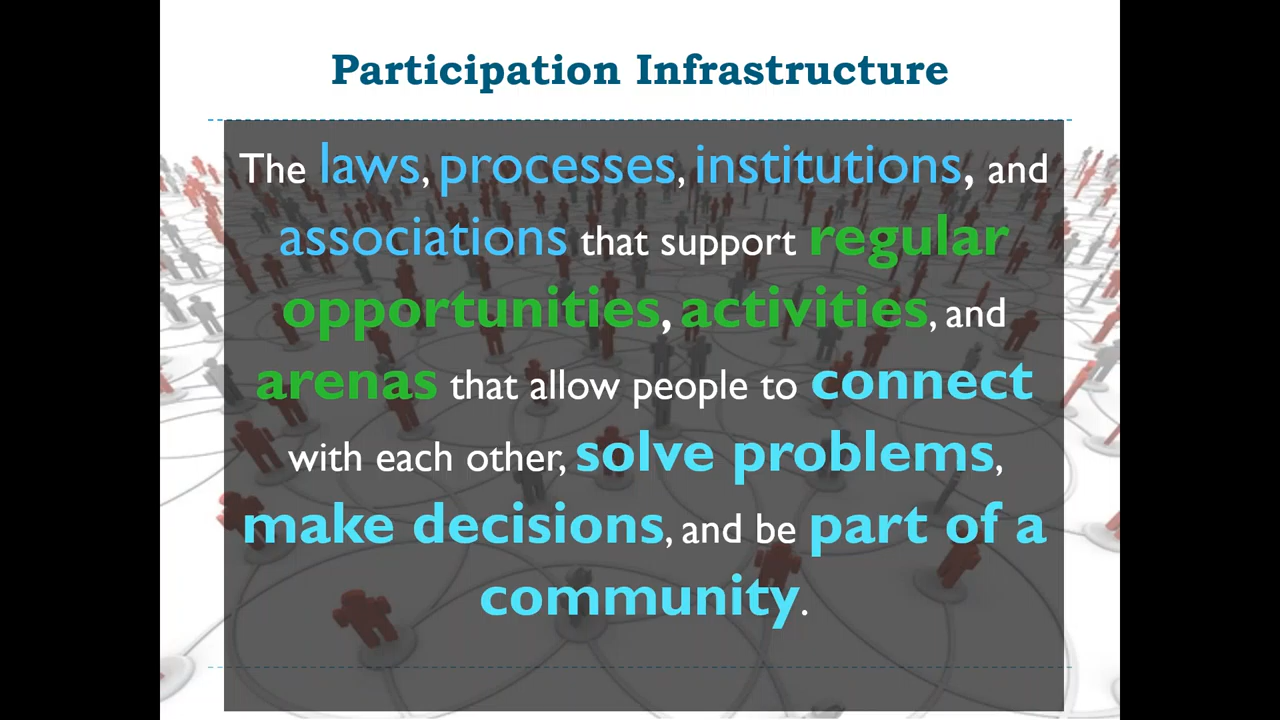 Participation Infrastructure
The laws, processes, institutions, and
associations that support regular
opportunities, activities, and
arenas that allow people to connect
with each other, solve problems,
make decisions, and be part of a
community.